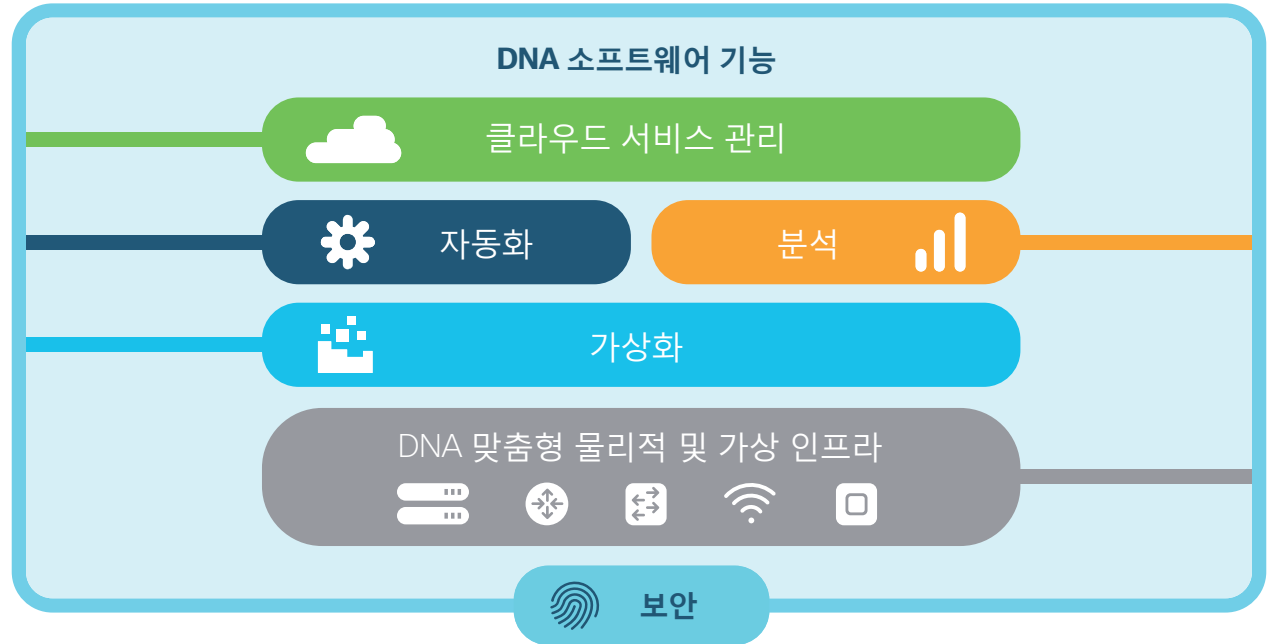 DNA 소프트웨어 기능
클라우드 서비스 관리
자동화
분석
가상화
DNA 맞춤형 물리적 및 가상 인프라
보안